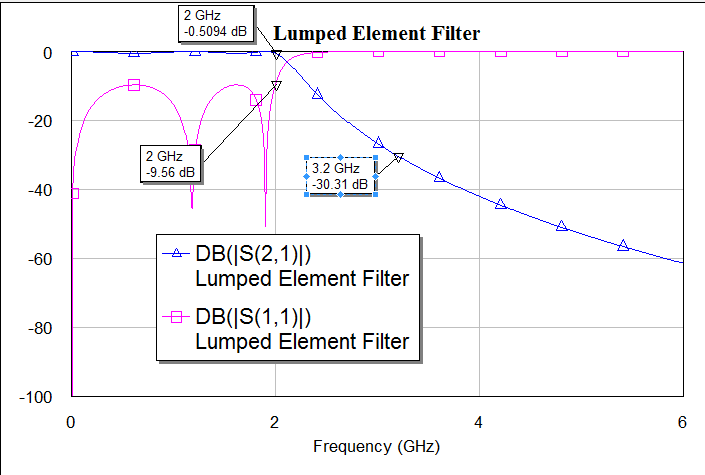 2 GHz
-0.5094 dB
Lumped Element Filter
0
-20
2 GHz
-9.56 dB
3.2 GHz
-30.31 dB
-40
-60
DB(|S(2,1)|)
Lumped Element Filter
DB(|S(1,1)|)
Lumped Element Filter
-80
-100
0
2
4
6
Frequency (GHz)